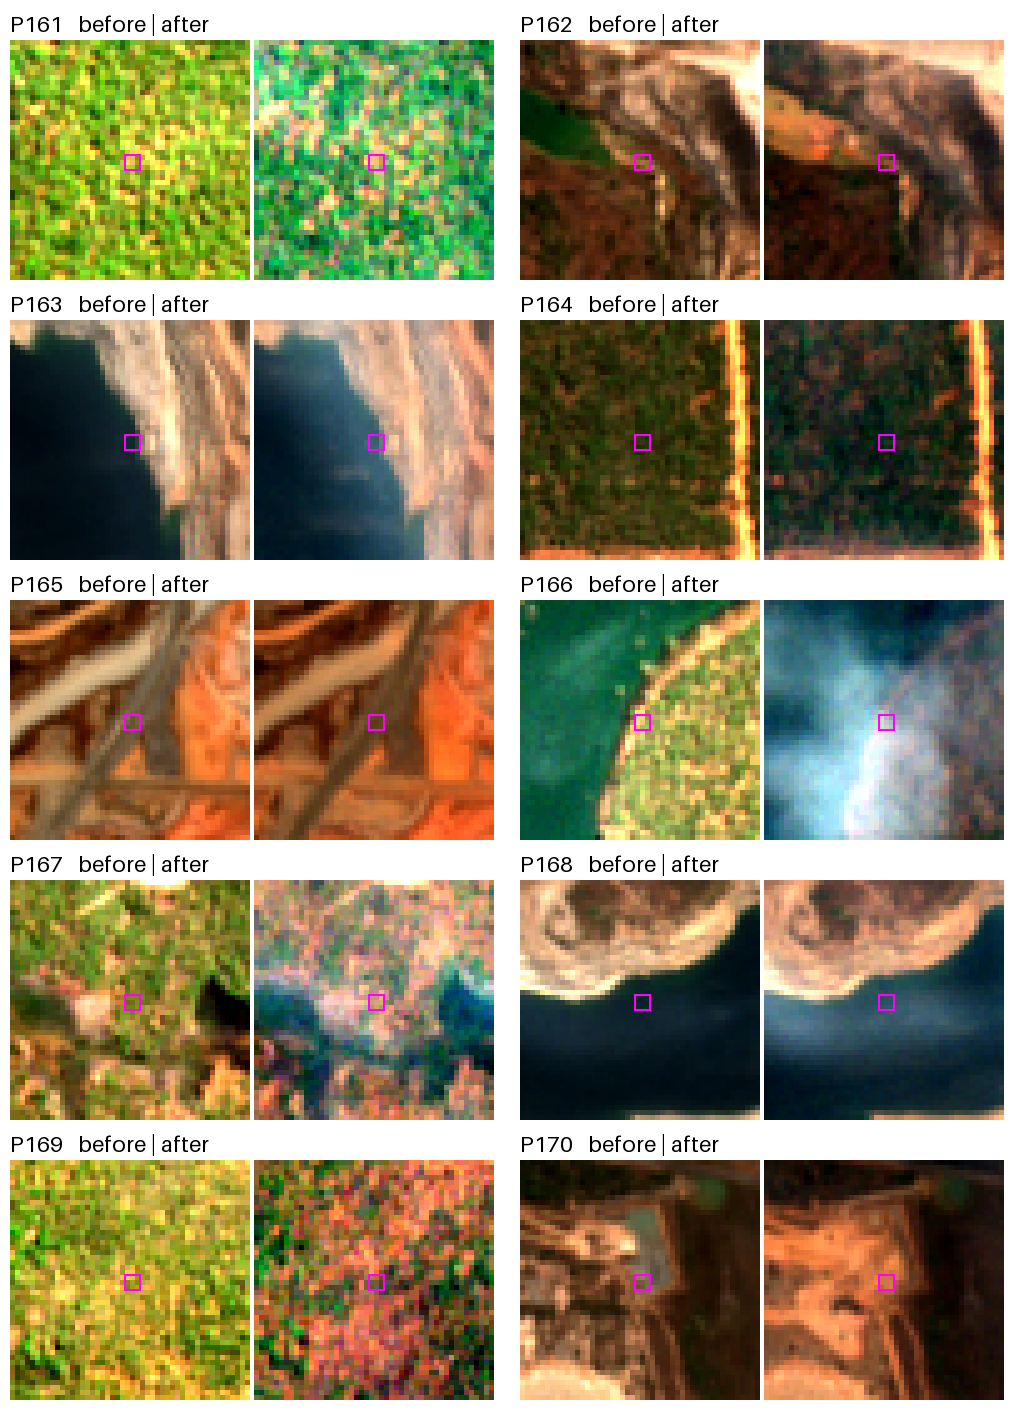 P161 before | after
P162 before | after
P163 before | after
P164 before | after
P165 before | after
P166 before | after
P167 before | after
P168 before | after
P169 before | after
P170 before | after